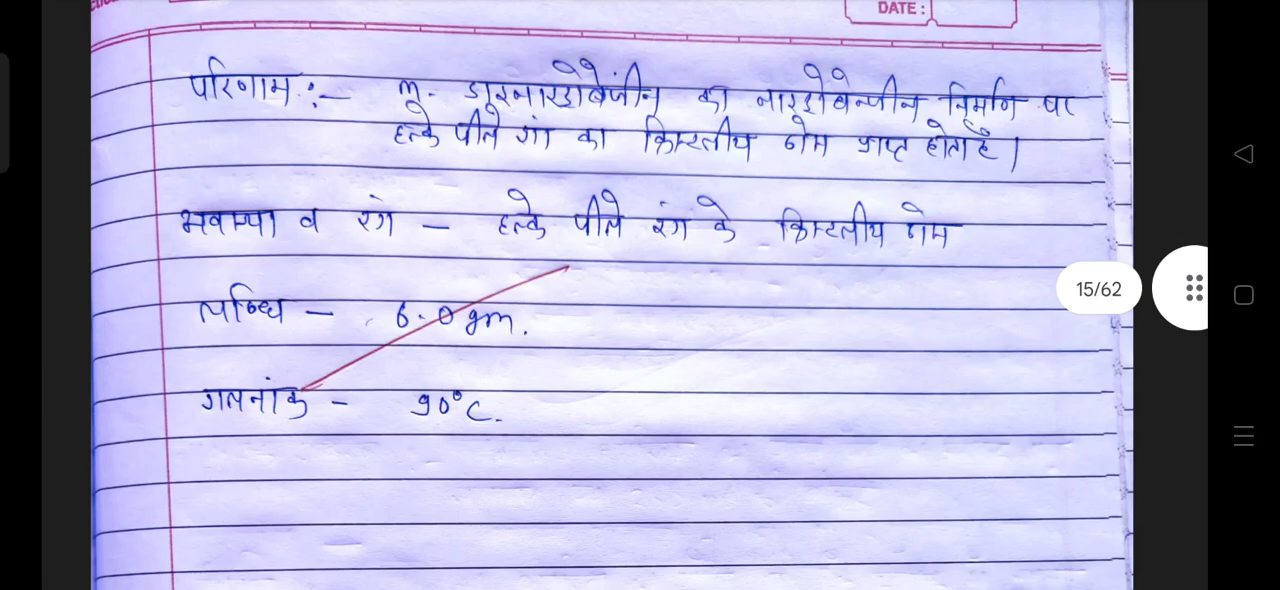 DATE :
परिणाम :- m- डाइनाइट्रोबेंजीन का नाइट्रोबेन्जीन निर्माण पर
हल्के पीले रंग का क्रिस्टलीय ठोस प्राप्त होता है।
अवस्था व रंग - हल्के पीले रंग के क्रिस्टलीय ठोस
15/62
लब्धि - 6.0 gm.
गलनांक - 90°C.